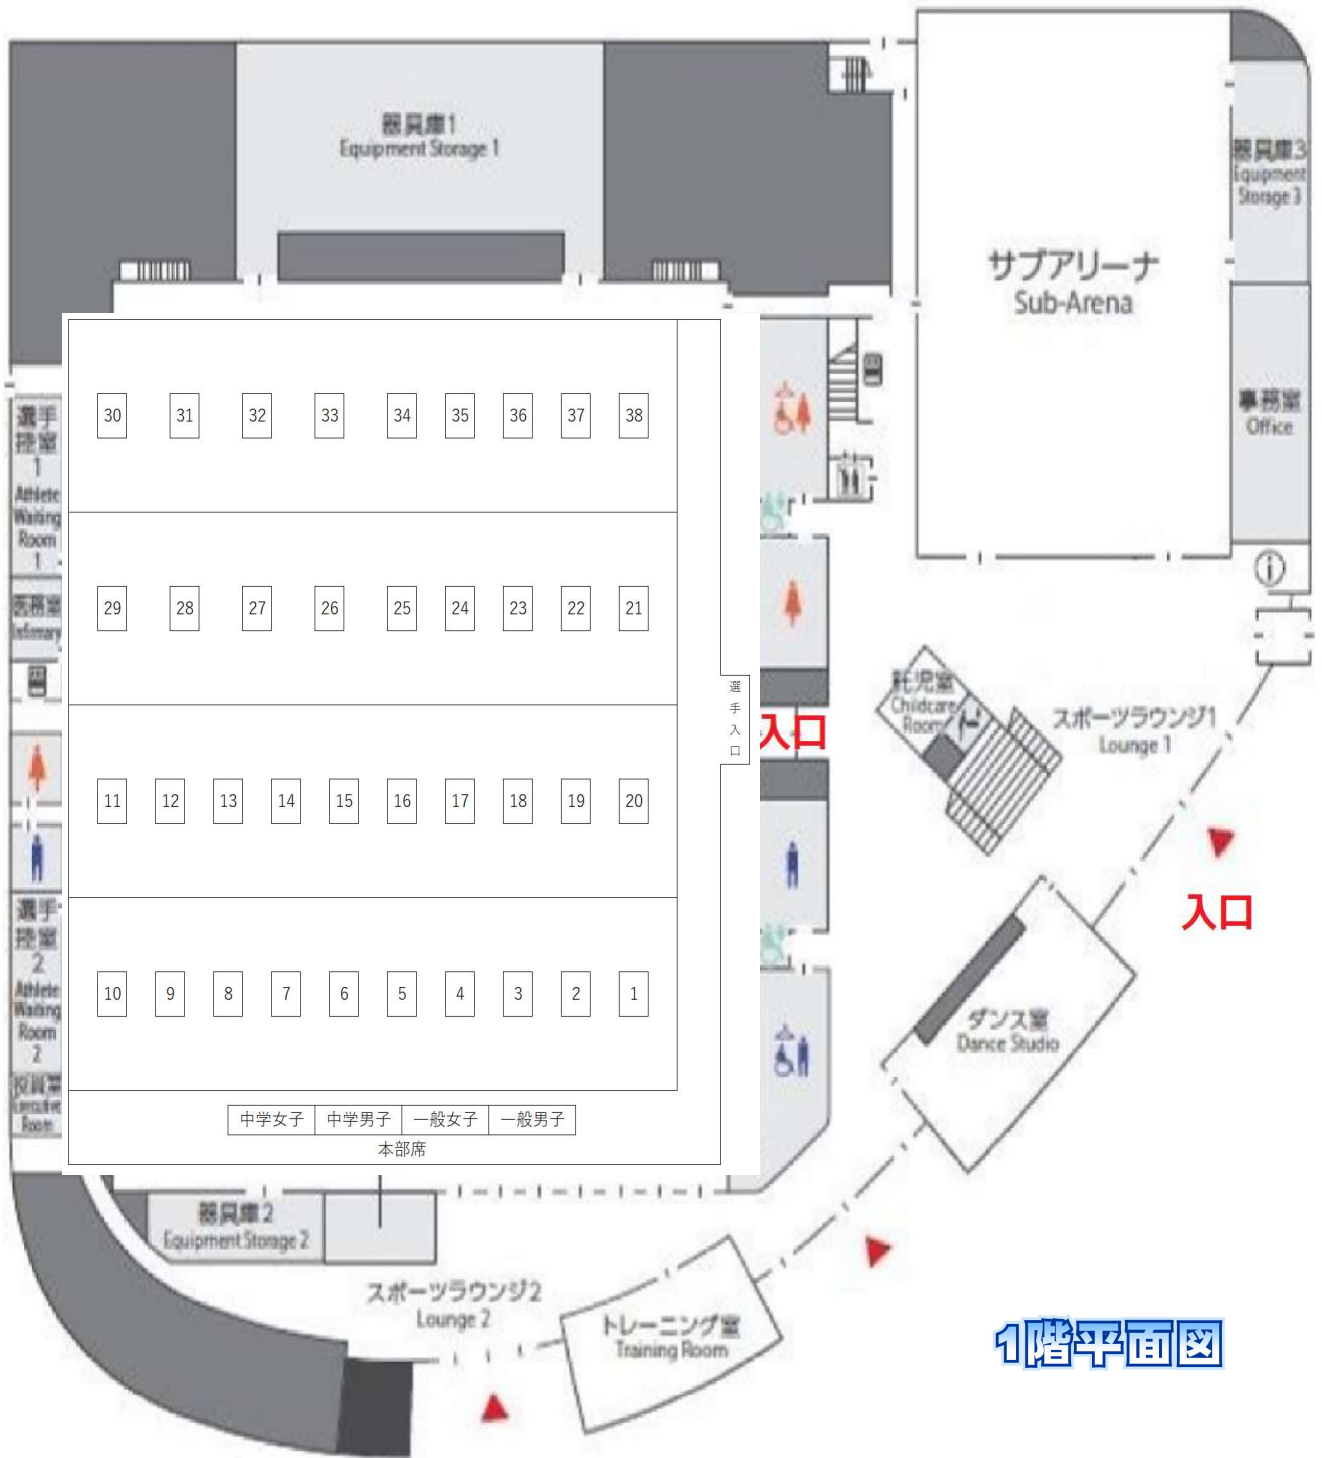 器具庫1
Equipment Storage 1
器具庫3
Equipment
Storage 3
サブアリーナ
Sub-Arena
事務室
Office
選手
控室
1
Athlete
Waiting
Room
1
30 31 32 33 34 35 36 37 38
医務室
Infirmary
29 28 27 26 25 24 23 22 21
i
託児室
Childcare
Room
スポーツラウンジ1
Lounge 1
選
手
入
口
入口
11 12 13 14 15 16 17 18 19 20
入口
選手
控室
2
Athlete
Waiting
Room
2
10 9 8 7 6 5 4 3 2 1
役員室
Executive
Room
ダンス室
Dance Studio
中学女子 中学男子 一般女子 一般男子
本部席
器具庫2
Equipment Storage 2
スポーツラウンジ2
Lounge 2
トレーニング室
Training Room
1階平面図